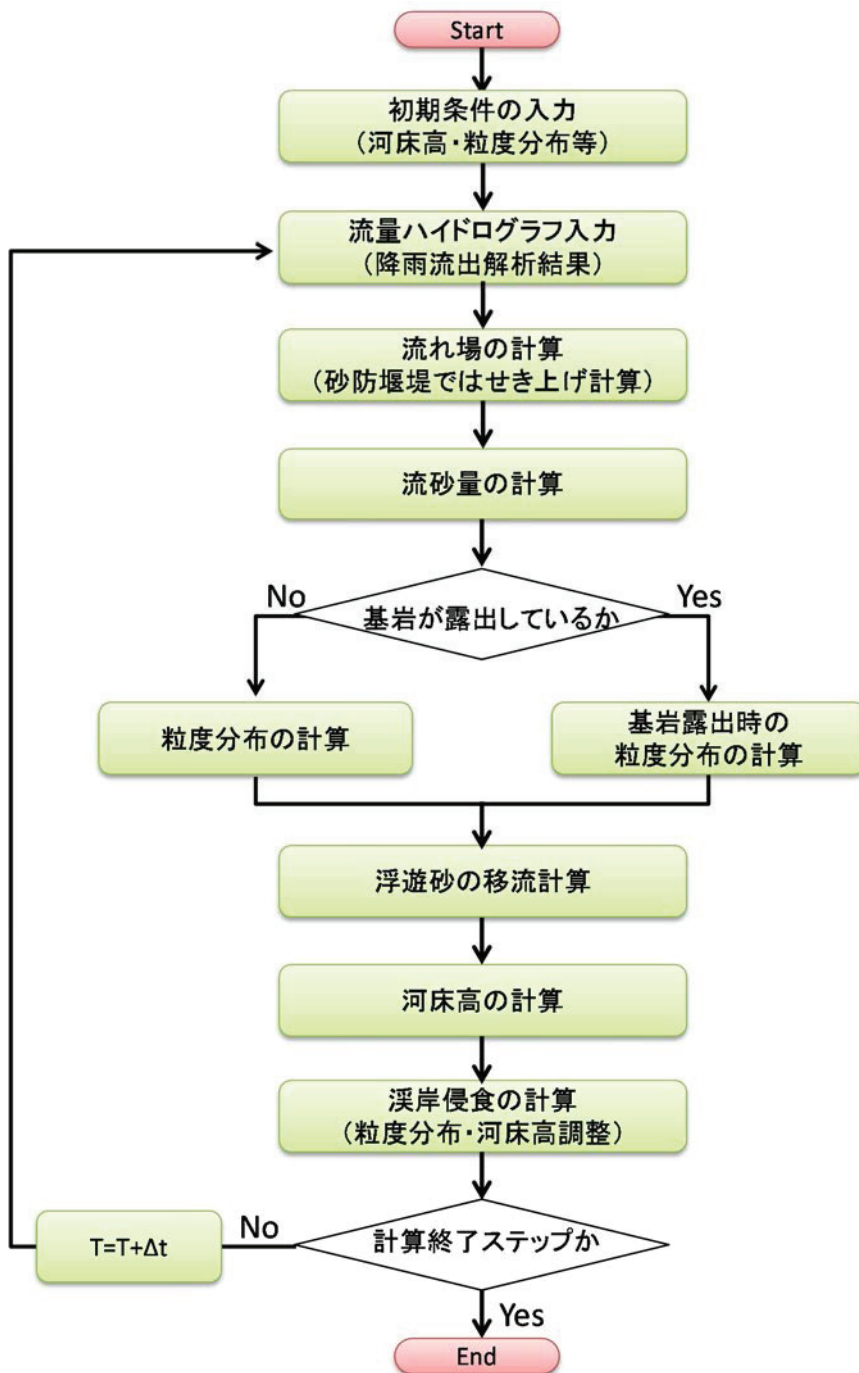 Start
初期条件の入力
（河床高・粒度分布等）
流量ハイドログラフ入力
（降雨流出解析結果）
流れ場の計算
（砂防堰堤ではせき上げ計算）
流砂量の計算
No
Yes
基岩が露出しているか
粒度分布の計算
基岩露出時の
粒度分布の計算
浮遊砂の移流計算
河床高の計算
渓岸侵食の計算
（粒度分布・河床高調整）
No
T=T+Δt
計算終了ステップか
Yes
End